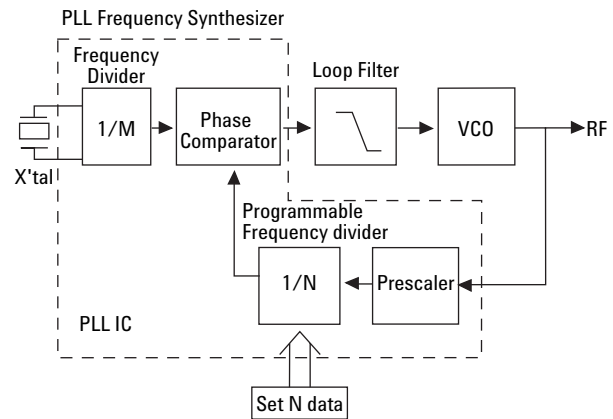 PLL Frequency Synthesizer
Frequency
Divider
Loop Filter
1/M
Phase
Comparator
VCO
RF
X'tal
Programmable
Frequency divider
1/N
Prescaler
PLL IC
Set N data